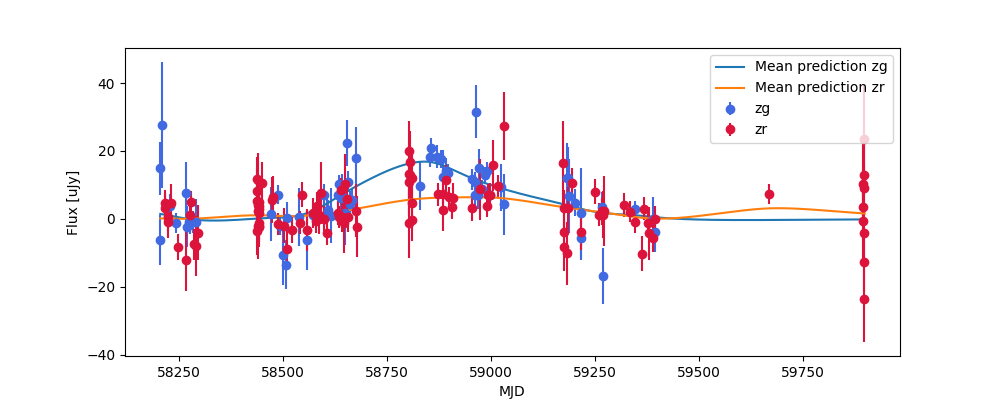 Mean prediction zg
Mean prediction zr
zg
zr
40
20
0
−20
−40
Flux [uJy]
58250 58500 58750 59000 59250 59500 59750
MJD